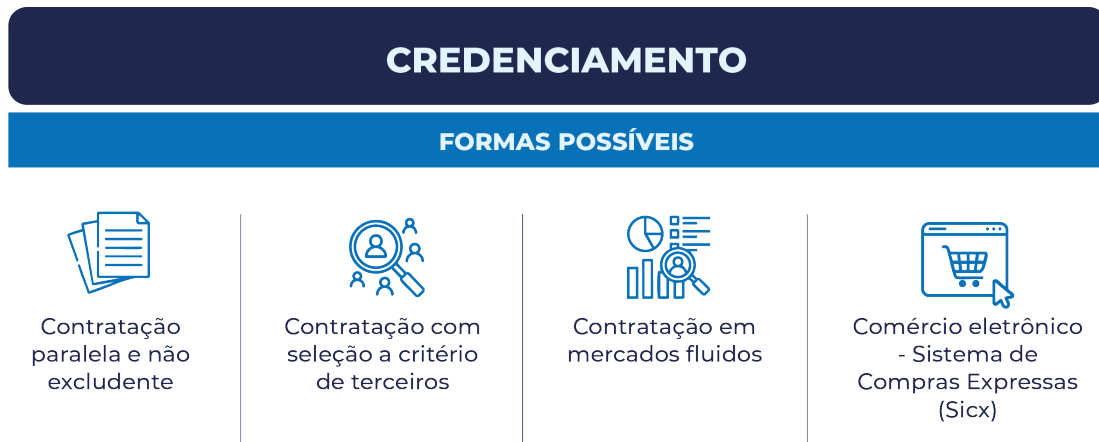 CREDENCIAMENTO
FORMAS POSSÍVEIS
Contratação
paralela e não
excludente
Contratação com
seleção a critério
de terceiros
Contratação em
mercados fluidos
Comércio eletrônico
- Sistema de
Compras Expressas
(Sicx)